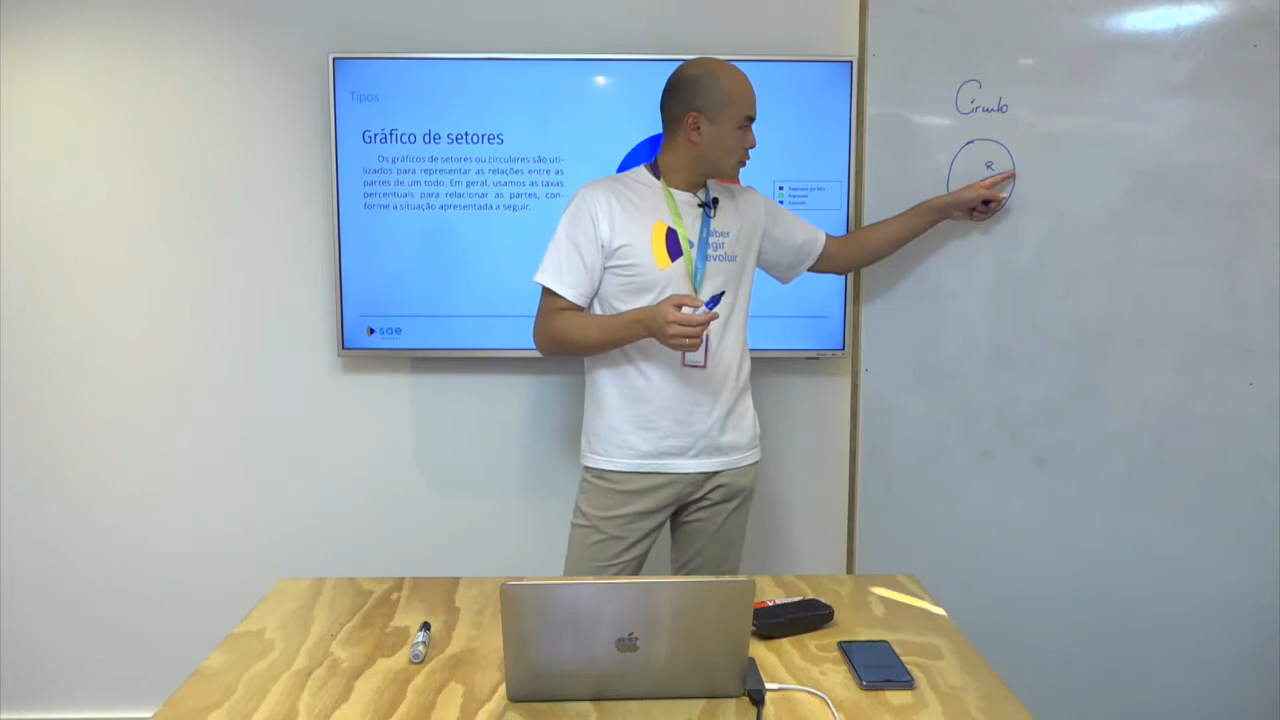 Tipos
Gráfico de setores
Os gráficos de setores ou circulares são uti-
lizados para representar as relações entre as
partes de um todo. Em geral, usamos as taxas
percentuais para relacionar as partes, con-
forme a situação apresentada a seguir.
sae
Saber
agir
evoluir
Círculo
R